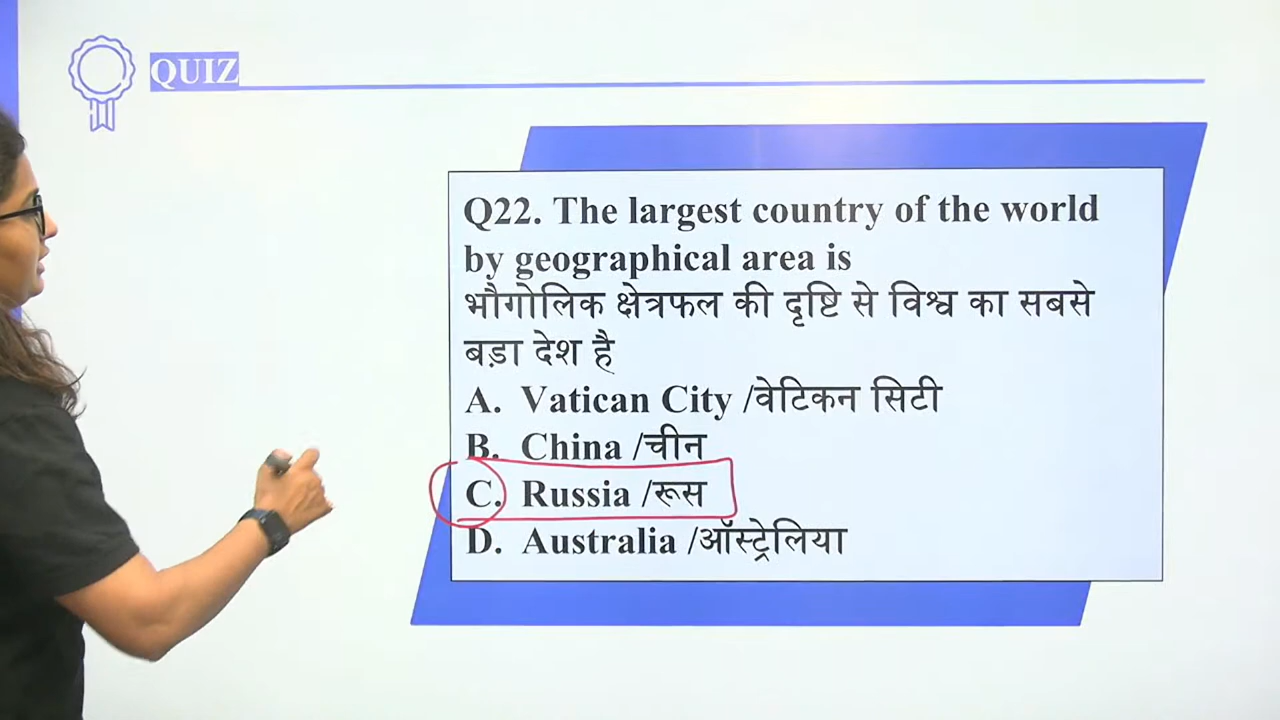 QUIZ
Q22. The largest country of the world
by geographical area is
भौगोलिक क्षेत्रफल की दृष्टि से विश्व का सबसे
बड़ा देश है
A. Vatican City /वेटिकन सिटी
B. China /चीन
C. Russia /रूस
D. Australia /ऑस्ट्रेलिया